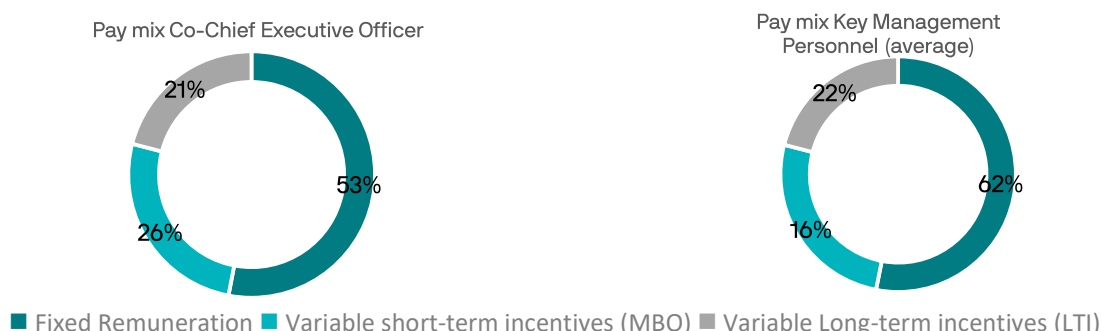 Pay mix Co-Chief Executive Officer
21%
53%
26%
Pay mix Key Management
Personnel (average)
22%
62%
16%
Fixed Remuneration
Variable short-term incentives (MBO)
Variable Long-term incentives (LTI)